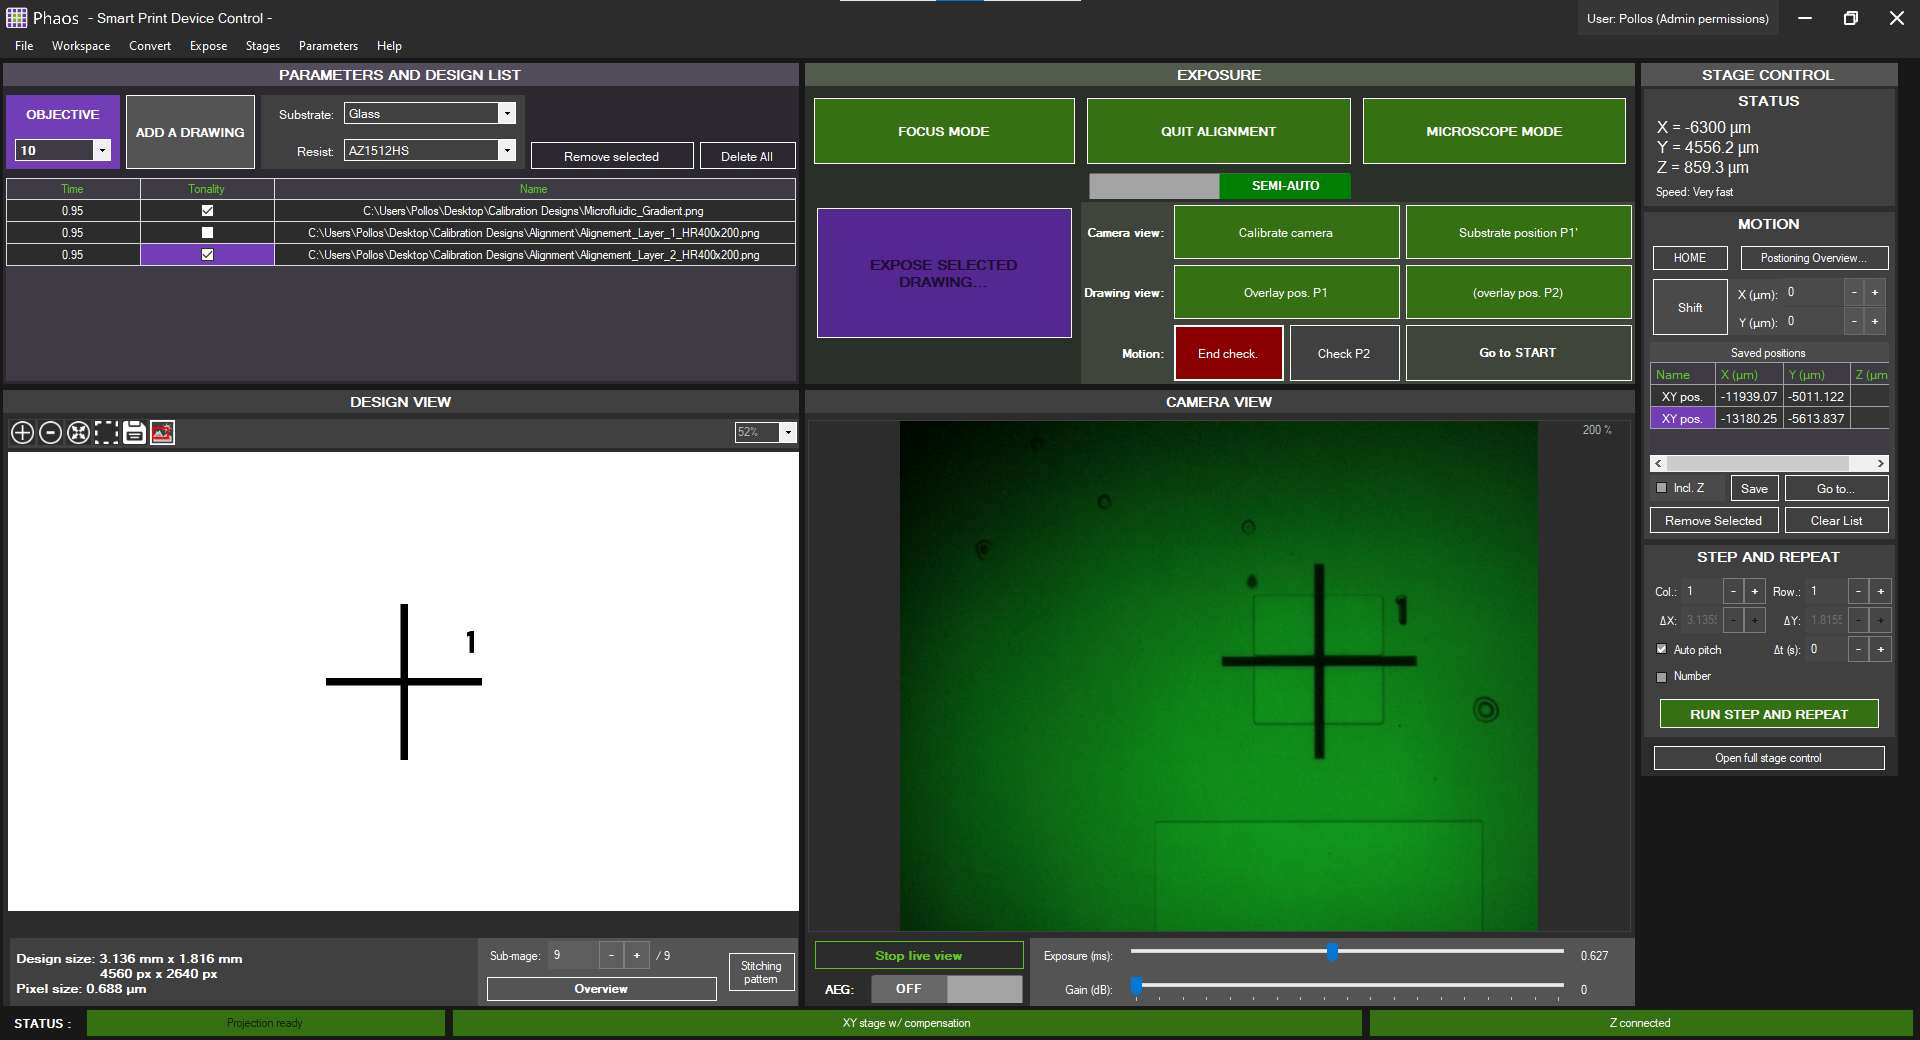 Phaos - Smart Print Device Control -
User: Pollos (Admin permissions)
File Workspace Convert Expose Stages Parameters Help
PARAMETERS AND DESIGN LIST
OBJECTIVE
10
ADD A DRAWING
Substrate: Glass
Resist: AZ1512HS
Remove selected
Delete All
Time Tonality Name
0.95 C:\Users\Pollos\Desktop\Calibration Designs\Microfluidic_Gradient.png
0.95 C:\Users\Pollos\Desktop\Calibration Designs\Alignment\Alignement_Layer_1_HR400x200.png
0.95 C:\Users\Pollos\Desktop\Calibration Designs\Alignment\Alignement_Layer_2_HR400x200.png
EXPOSURE
FOCUS MODE
QUIT ALIGNMENT
MICROSCOPE MODE
SEMI-AUTO
EXPOSE SELECTED
DRAWING...
Camera view: Calibrate camera Substrate position P1'
Drawing view: Overlay pos. P1 (overlay pos. P2)
Motion: End check. Check P2 Go to START
STAGE CONTROL
STATUS
X = -6300 µm
Y = 4556.2 µm
Z = 859.3 µm
Speed: Very fast
MOTION
HOME
Postioning Overview...
Shift
X (µm): 0 - +
Y (µm): 0 - +
Saved positions
Name X (µm) Y (µm) Z (µm
XY pos. -11939.07 -5011.122
XY pos. -13180.25 -5613.837
Incl. Z Save Go to...
Remove Selected Clear List
STEP AND REPEAT
Col.: 1 - + Row.: 1 - +
ΔX: 3.135 - + ΔY: 1.815 - +
Auto pitch Δt (s): 0 - +
Number
RUN STEP AND REPEAT
Open full stage control
DESIGN VIEW
52%
1
Design size: 3.136 mm x 1.816 mm
4560 px x 2640 px
Pixel size: 0.688 µm
Sub-mage: 9 - + / 9
Overview
Stitching
pattern
CAMERA VIEW
200 %
1
Stop live view
AEG: OFF
Exposure (ms): 0.627
Gain (dB): 0
STATUS :
Projection ready
XY stage w/ compensation
Z connected